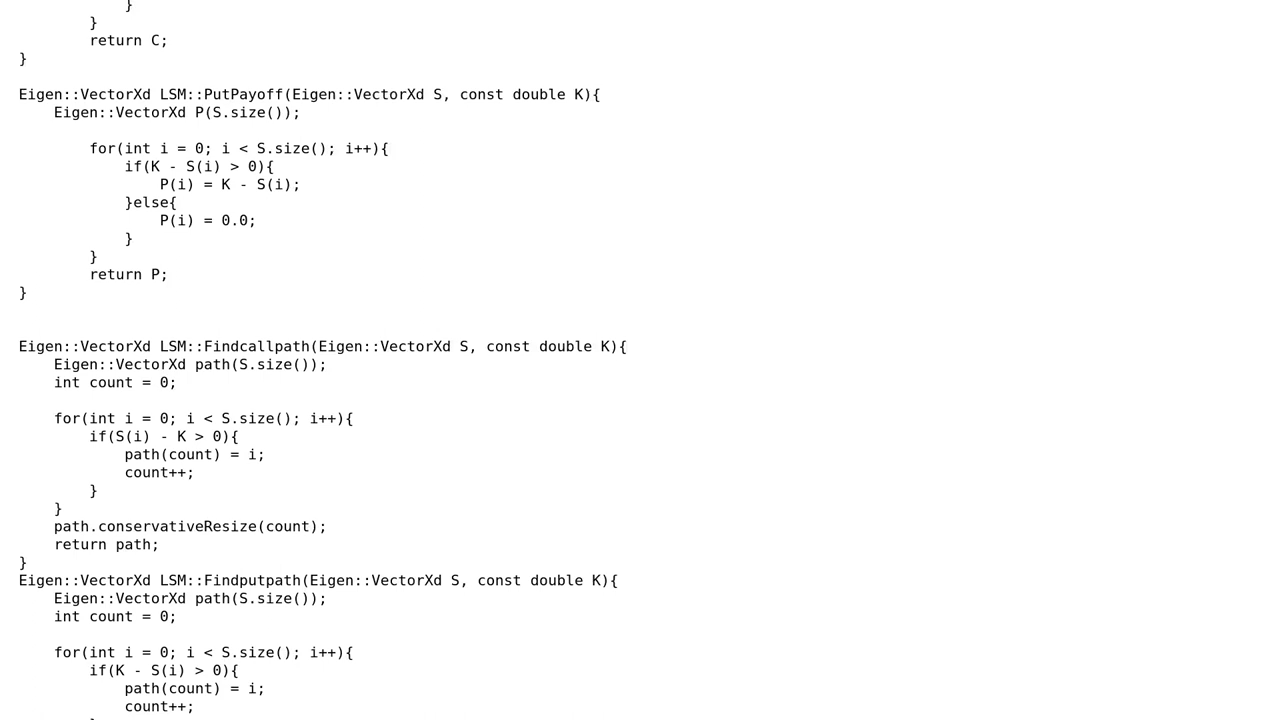 }
        }
        return C;
}

Eigen::VectorXd LSM::PutPayoff(Eigen::VectorXd S, const double K){
    Eigen::VectorXd P(S.size());

        for(int i = 0; i < S.size(); i++){
            if(K - S(i) > 0){
                P(i) = K - S(i);
            }else{
                P(i) = 0.0;
            }
        }
        return P;
}


Eigen::VectorXd LSM::Findcallpath(Eigen::VectorXd S, const double K){
    Eigen::VectorXd path(S.size());
    int count = 0;

    for(int i = 0; i < S.size(); i++){
        if(S(i) - K > 0){
            path(count) = i;
            count++;
        }
    }
    path.conservativeResize(count);
    return path;
}
Eigen::VectorXd LSM::Findputpath(Eigen::VectorXd S, const double K){
    Eigen::VectorXd path(S.size());
    int count = 0;

    for(int i = 0; i < S.size(); i++){
        if(K - S(i) > 0){
            path(count) = i;
            count++;